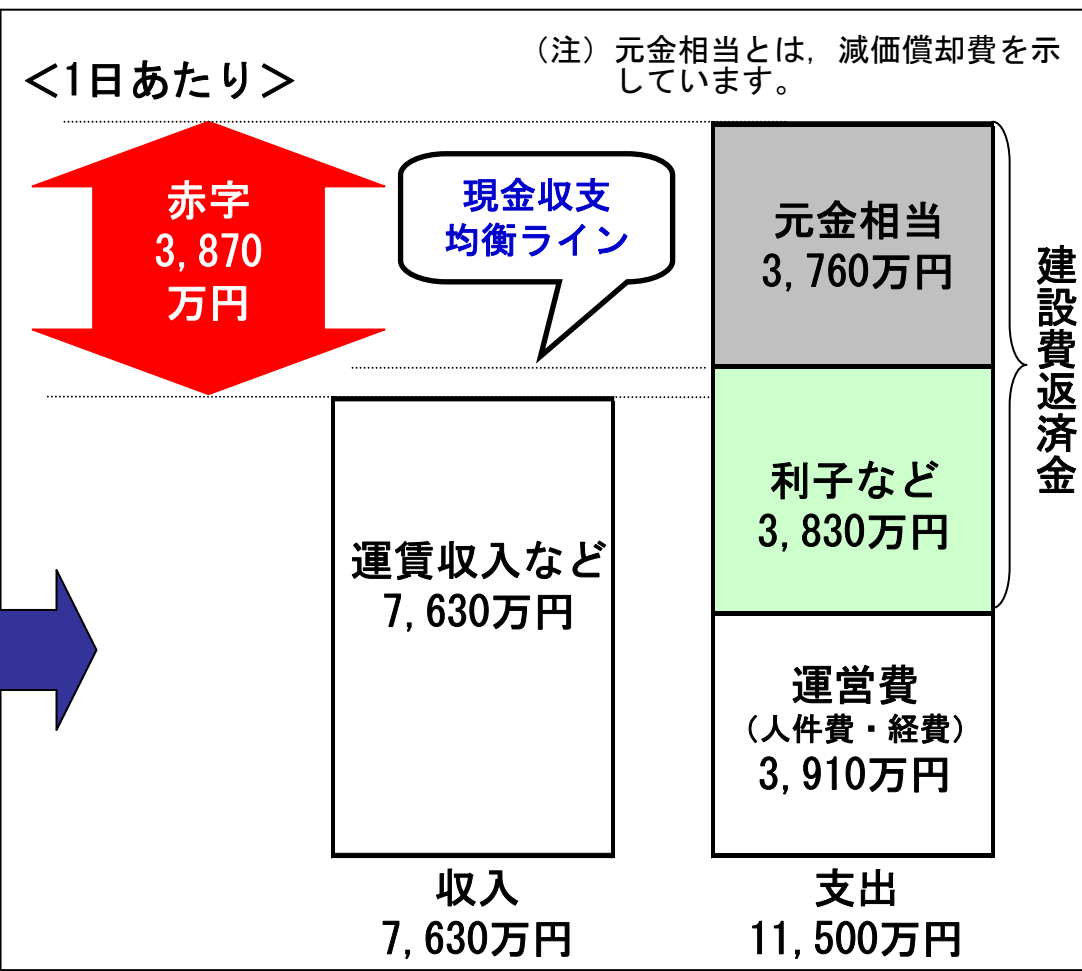 <1日あたり>
(注)元金相当とは,減価償却費を示
しています。
赤字
3,870
万円
現金収支
均衡ライン
元金相当
3,760万円
建設費返済金
利子など
3,830万円
運賃収入など
7,630万円
運営費
(人件費・経費)
3,910万円
収入
7,630万円
支出
11,500万円